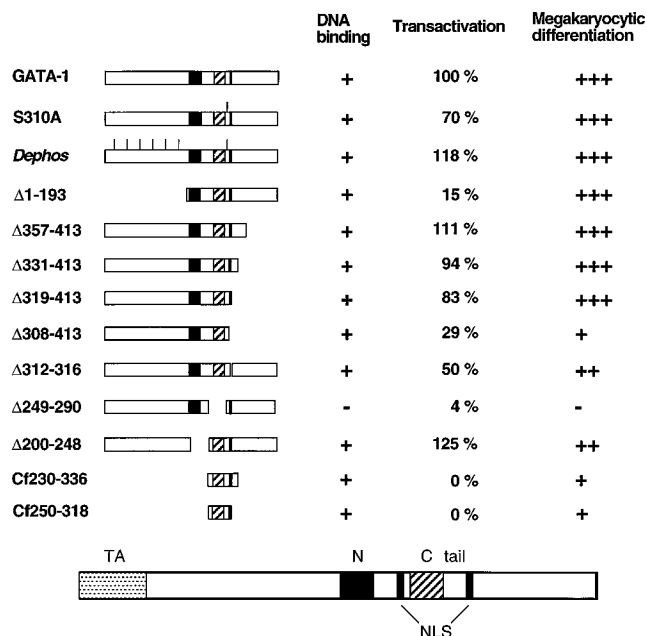 DNA binding Transactivation Megakaryocytic differentiation
GATA-1 + 100 % +++
S310A + 70 % +++
Dephos + 118 % +++
Δ1-193 + 15 % +++
Δ357-413 + 111 % +++
Δ331-413 + 94 % +++
Δ319-413 + 83 % +++
Δ308-413 + 29 % +
Δ312-316 + 50 % ++
Δ249-290 - 4 % -
Δ200-248 + 125 % ++
Cf230-336 + 0 % +
Cf250-318 + 0 % +
TA N C tail
NLS